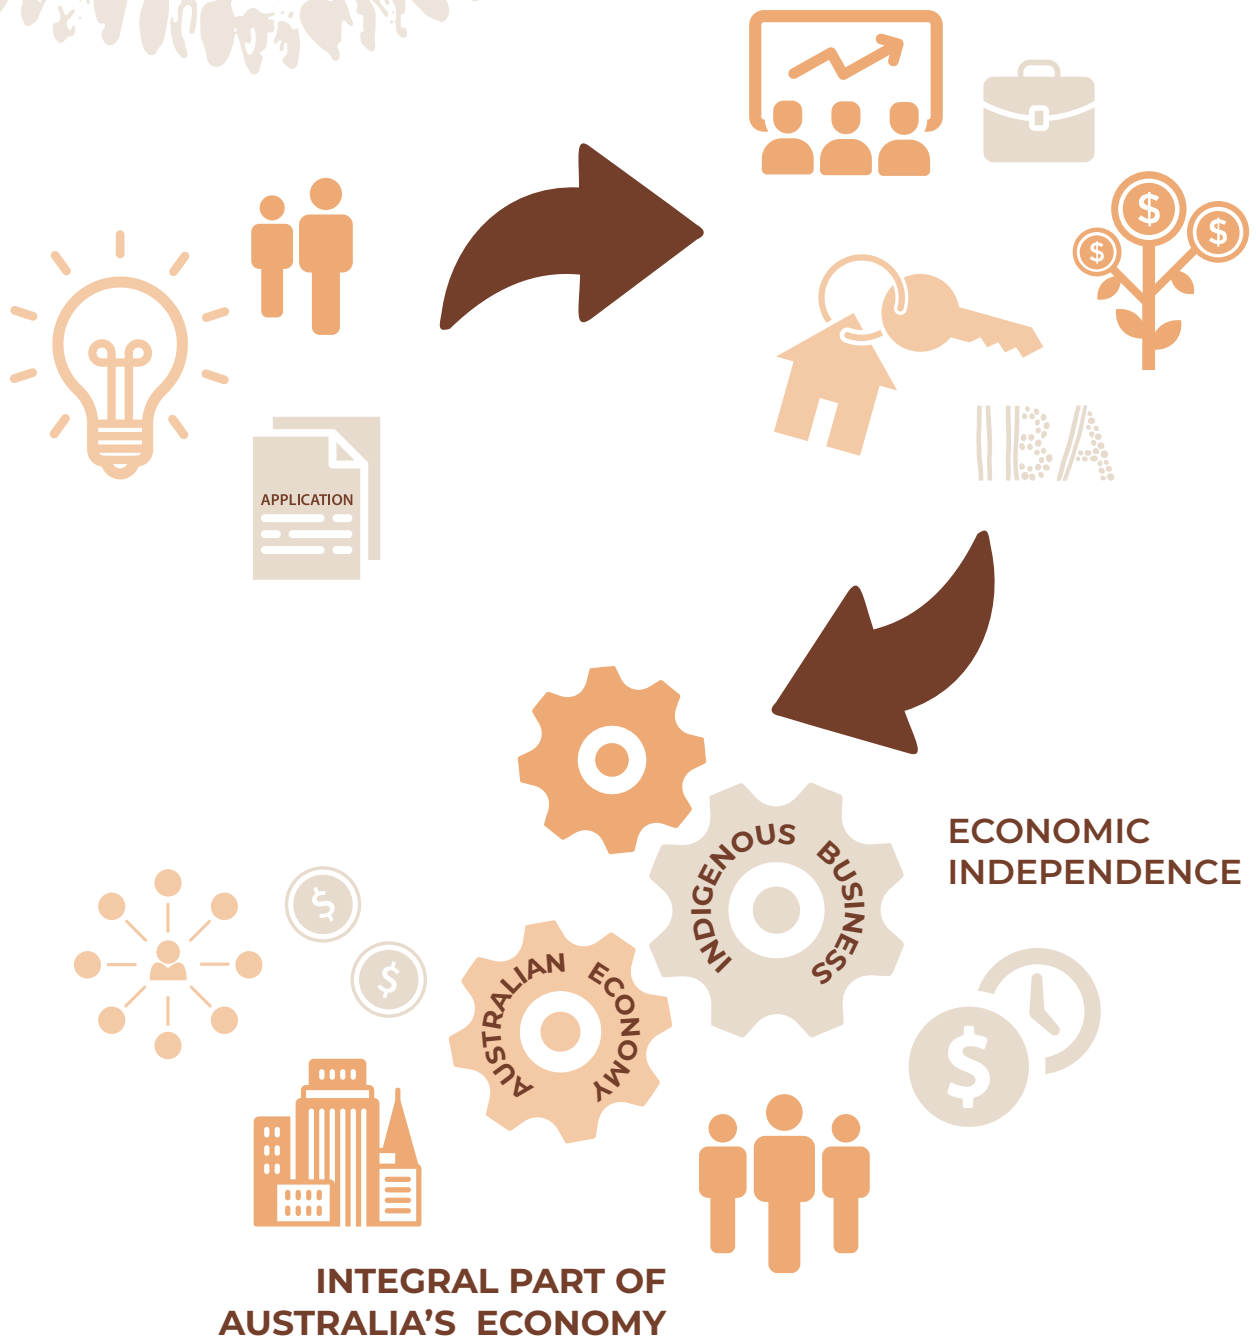 $
$
$
APPLICATION
IBA
INDIGENOUS BUSINESS
ECONOMIC
INDEPENDENCE
$
$
AUSTRALIAN ECONOMY
$
INTEGRAL PART OF
AUSTRALIA’S ECONOMY